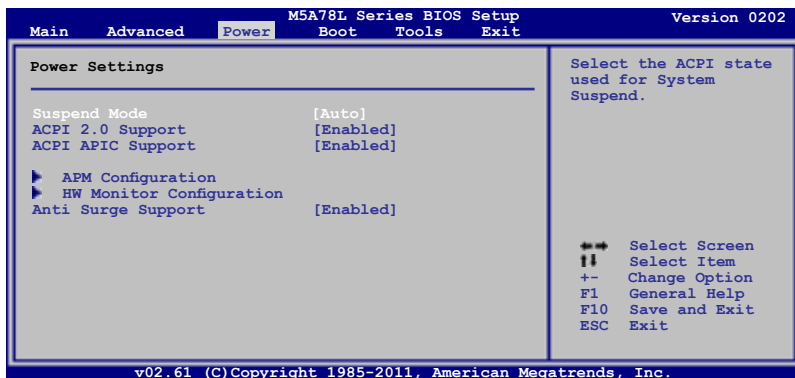 M5A78L Series BIOS Setup Version 0202
Main Advanced Power Boot Tools Exit
Power Settings
Suspend Mode [Auto]
ACPI 2.0 Support [Enabled]
ACPI APIC Support [Enabled]
APM Configuration
HW Monitor Configuration
Anti Surge Support [Enabled]
Select the ACPI state
used for System
Suspend.
Select Screen
Select Item
+- Change Option
F1 General Help
F10 Save and Exit
ESC Exit
v02.61 (C)Copyright 1985-2011, American Megatrends, Inc.